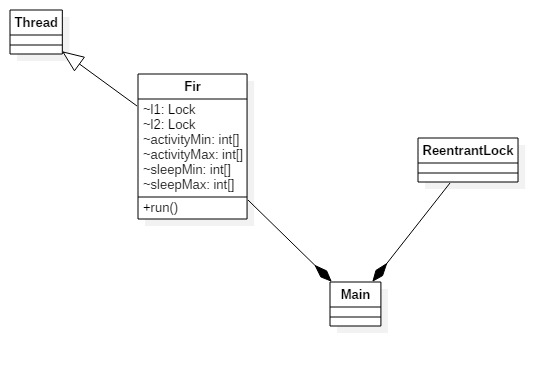 Thread
Fir
~l1: Lock
~l2: Lock
~activityMin: int[]
~activityMax: int[]
~sleepMin: int[]
~sleepMax: int[]
+run()
ReentrantLock
Main